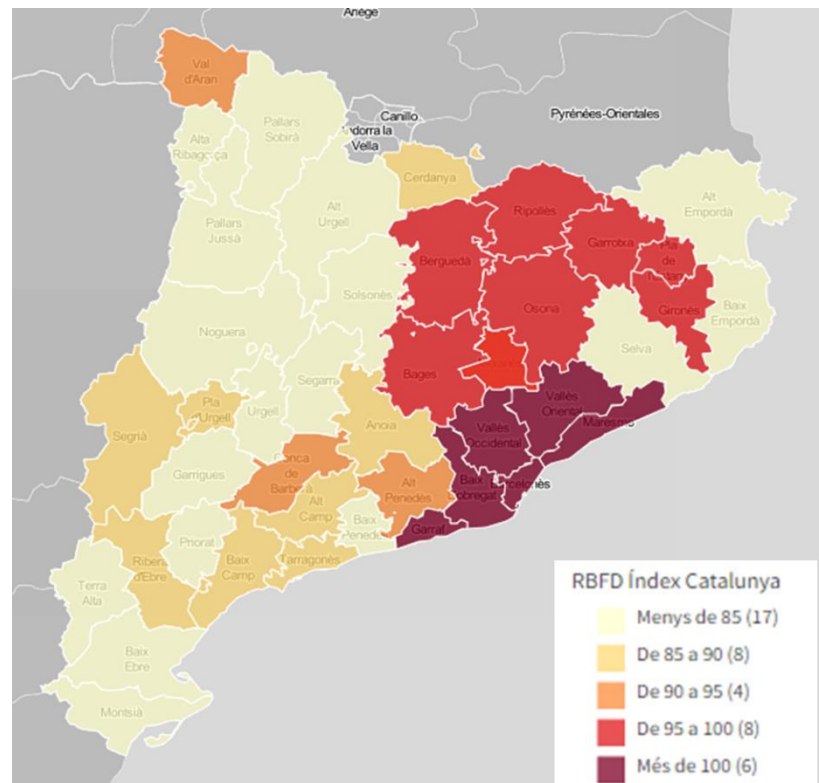 Ariège
Val
d'Aran
Canillo
Andorra la
Vella
Pyrénées-Orientales
Pallars
Sobirà
Alta
Ribagorça
Cerdanya
Alt
Urgell
Ripollès
Alt
Empordà
Pallars
Jussà
Berguedà
Garrotxa
Pla
de
Solsonès
Osona
Gironès
Baix
Empordà
Noguera
Selva
Bages
Segarra
Pla
d'Urgell
Urgell
Segrià
Anoia
Vallès
Oriental
Maresme
Vallès
Occidental
Garrigues
Conca
de
Barberà
Alt
Penedès
Baix
Llobregat
Barcelonès
Alt
Camp
Baix
Penedès
Garraf
Priorat
Ribera
d'Ebre
Baix
Camp
Tarragonès
Terra
Alta
Baix
Ebre
Montsià
RBFD Índex Catalunya
Menys de 85 (17)
De 85 a 90 (8)
De 90 a 95 (4)
De 95 a 100 (8)
Més de 100 (6)